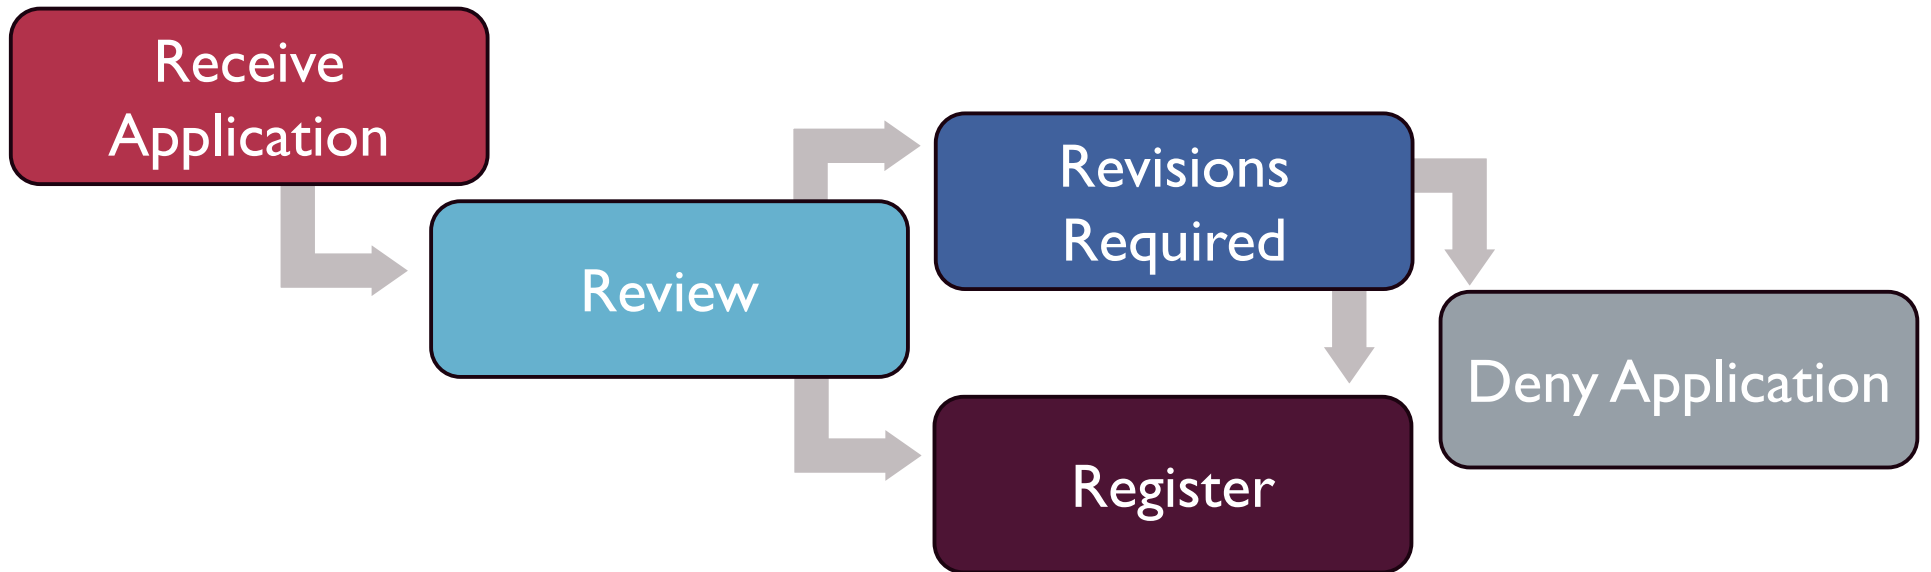 Receive
Application
Review
Revisions
Required
Register
Deny Application